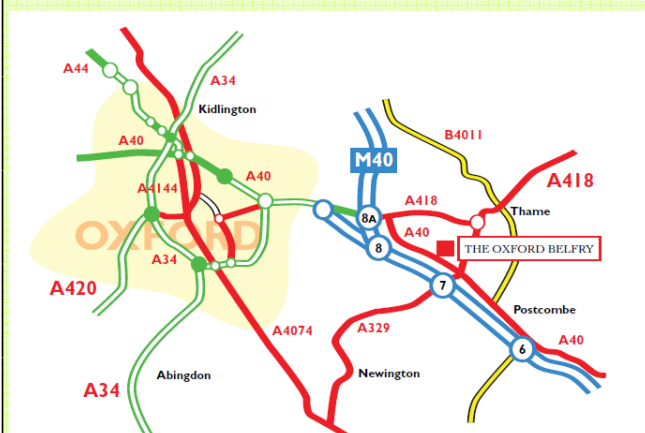 A44
A34
Kidlington
B4011
A40
M40
A40
A418
A4144
A418
8A
Thame
OXFORD
A40
8
THE OXFORD BELFRY
A34
A420
7
Postcombe
A4074
A329
A40
6
Abingdon
Newington
A34